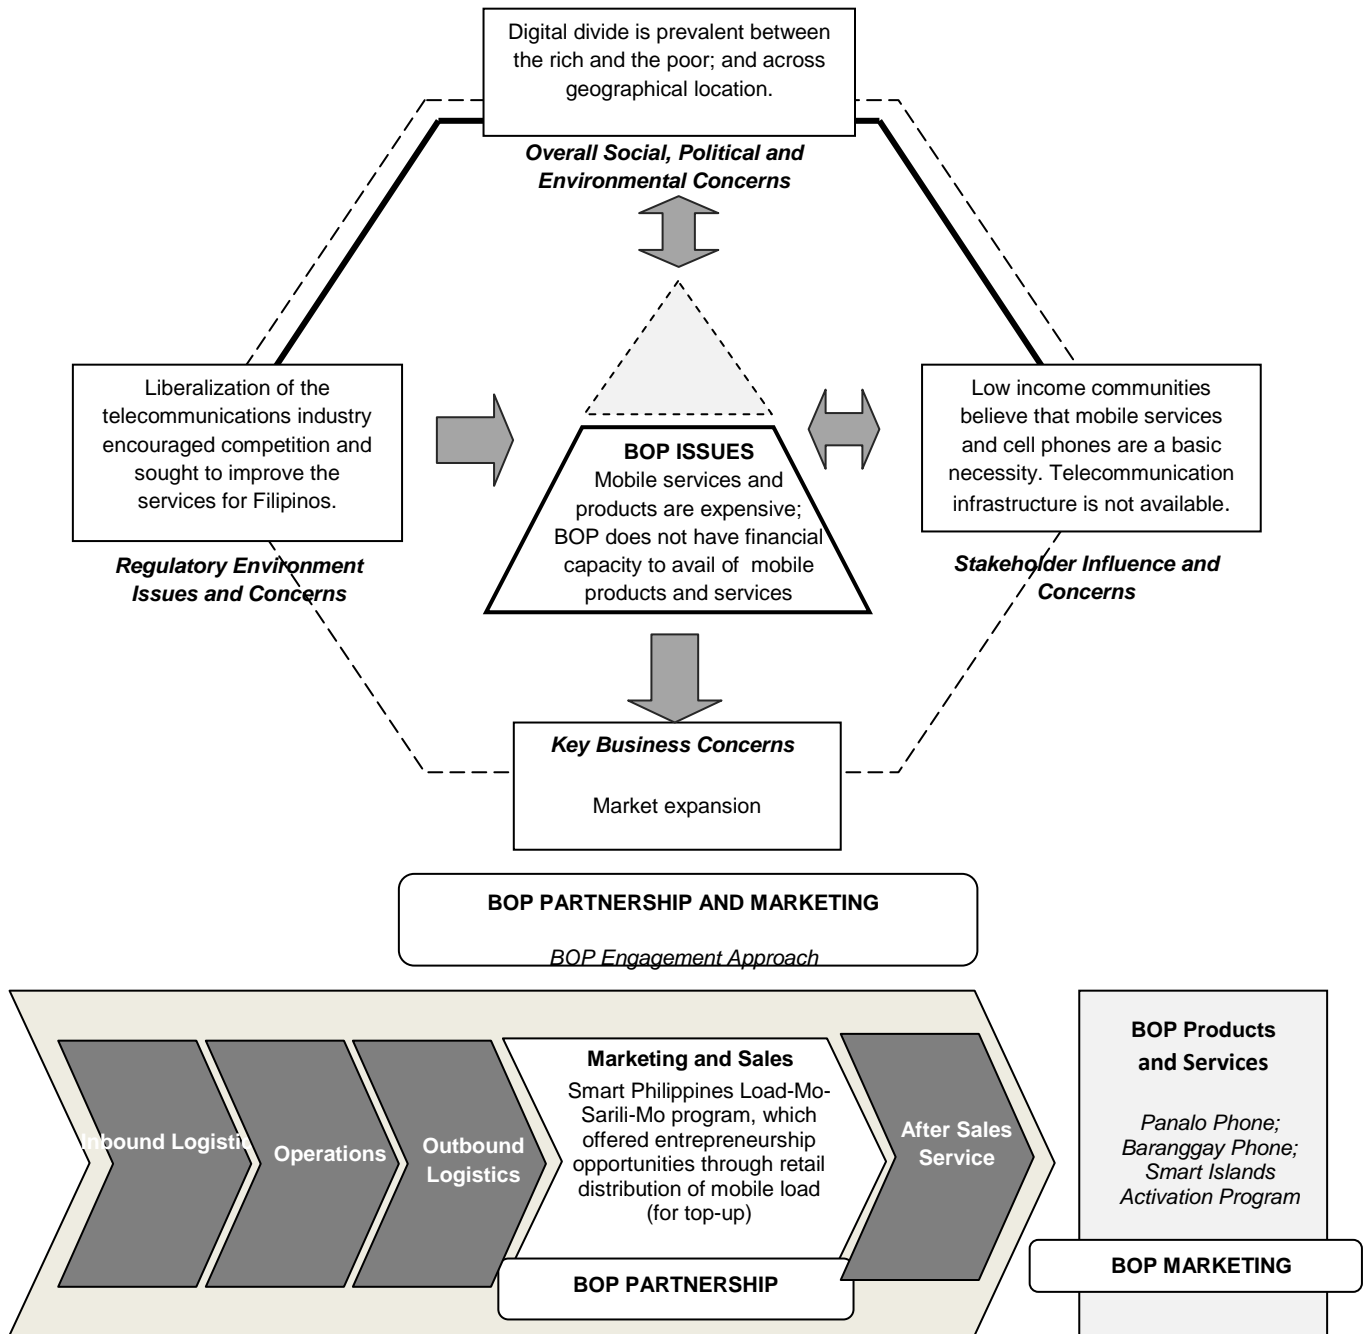 Digital divide is prevalent between
the rich and the poor; and across
geographical location.
Overall Social, Political and
Environmental Concerns
Liberalization of the
telecommunications industry
encouraged competition and
sought to improve the
services for Filipinos.
Regulatory Environment
Issues and Concerns
BOP ISSUES
Mobile services and
products are expensive;
BOP does not have financial
capacity to avail of mobile
products and services
Low income communities
believe that mobile services
and cell phones are a basic
necessity. Telecommunication
infrastructure is not available.
Stakeholder Influence and
Concerns
Key Business Concerns
Market expansion
BOP PARTNERSHIP AND MARKETING
BOP Engagement Approach
Inbound Logistic
Operations
Outbound
Logistics
Marketing and Sales
Smart Philippines Load-Mo-
Sarili-Mo program, which
offered entrepreneurship
opportunities through retail
distribution of mobile load
(for top-up)
BOP PARTNERSHIP
After Sales
Service
BOP Products
and Services
Panalo Phone;
Baranggay Phone;
Smart Islands
Activation Program
BOP MARKETING